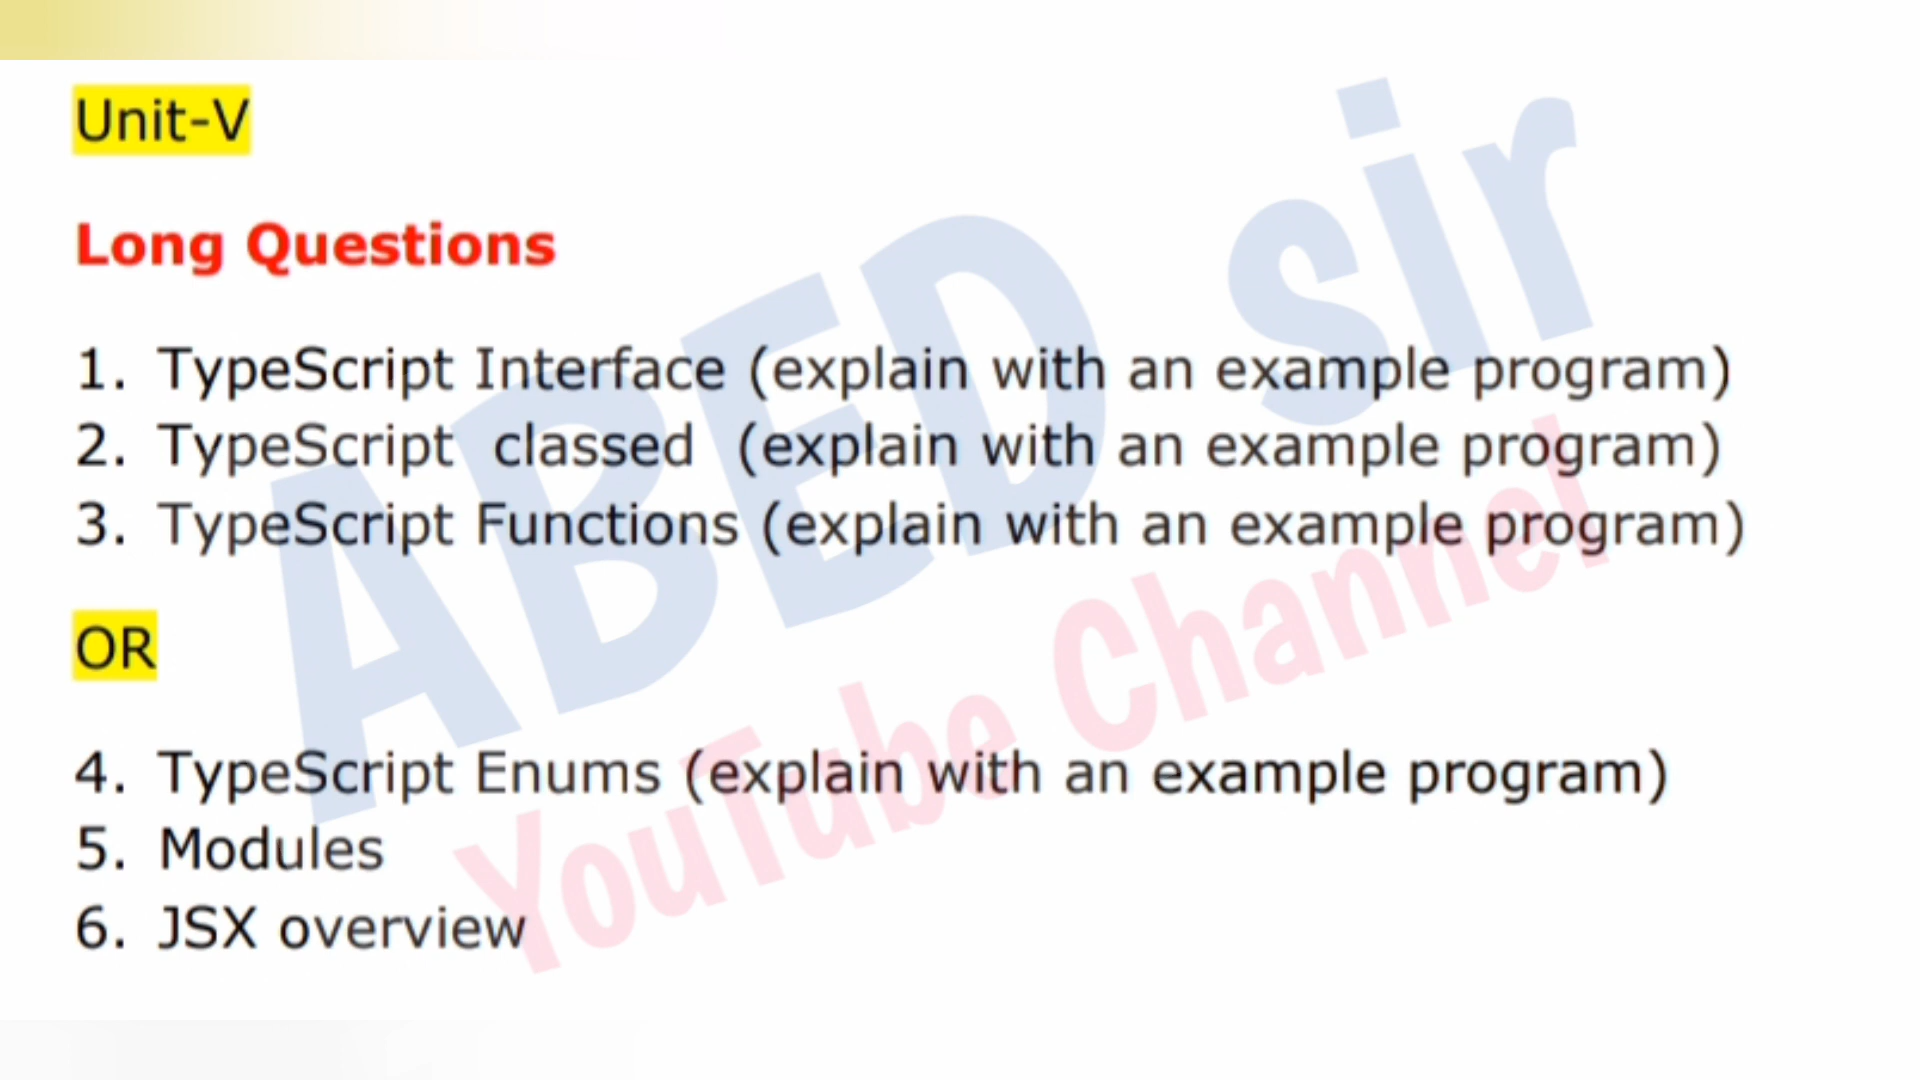 Unit-V
Long Questions
1. TypeScript Interface (explain with an example program)
2. TypeScript classed (explain with an example program)
3. TypeScript Functions (explain with an example program)
OR
4. TypeScript Enums (explain with an example program)
5. Modules
6. JSX overview
ABED sir
YouTube Channel